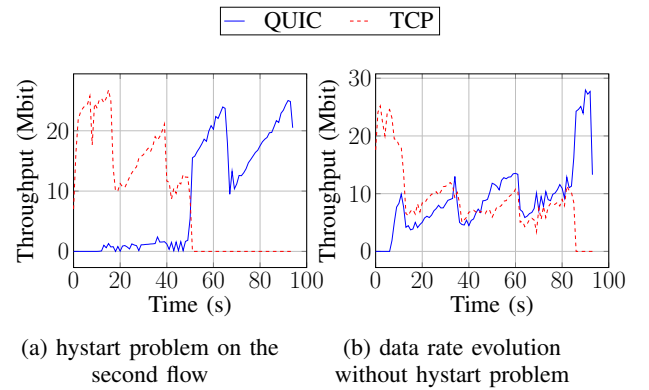 QUIC TCP
Throughput (Mbit)
20
10
0
0 20 40 60 80 100
Time (s)
(a) hystart problem on the
second flow
Throughput (Mbit)
30
20
10
0
0 20 40 60 80 100
Time (s)
(b) data rate evolution
without hystart problem